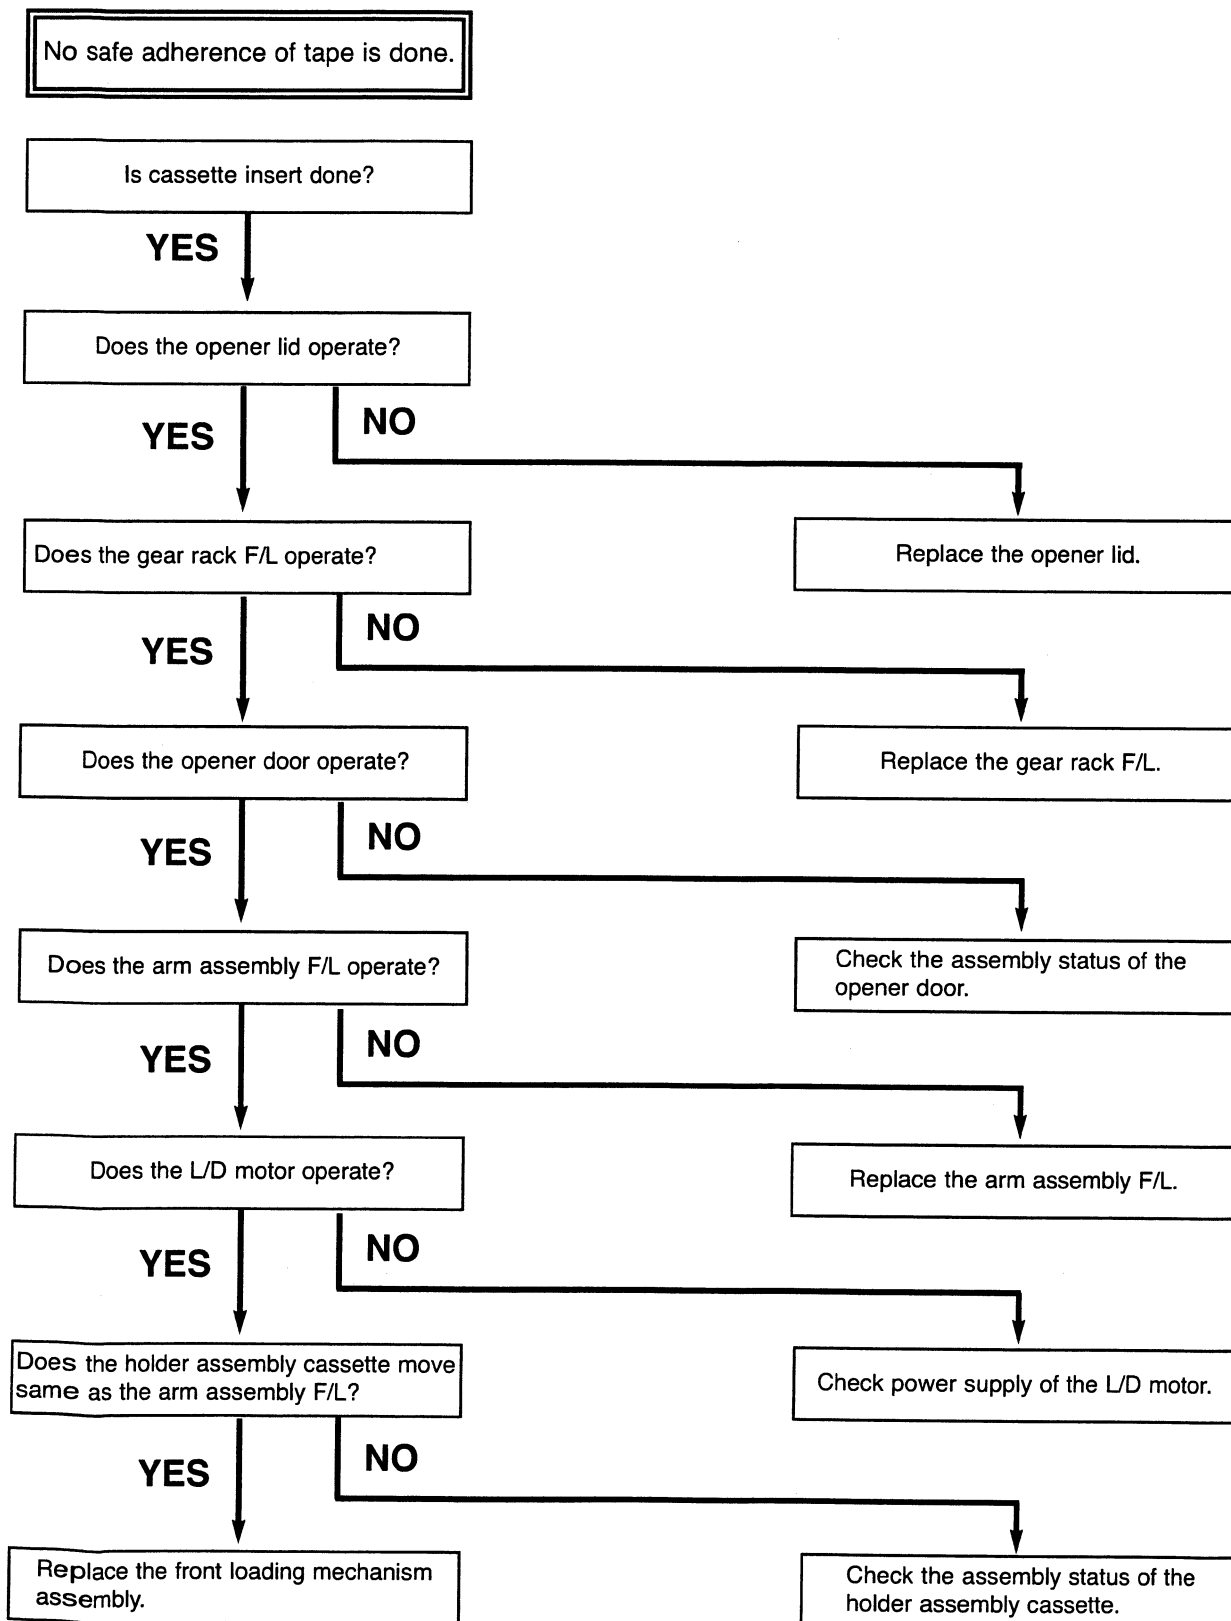 No safe adherence of tape is done.
Is cassette insert done?
YES
Does the opener lid operate?
YES
NO
Does the gear rack F/L operate?
Replace the opener lid.
YES
NO
Does the opener door operate?
Replace the gear rack F/L.
YES
NO
Does the arm assembly F/L operate?
Check the assembly status of the
opener door.
YES
NO
Does the L/D motor operate?
Replace the arm assembly F/L.
YES
NO
Does the holder assembly cassette move
same as the arm assembly F/L?
Check power supply of the L/D motor.
YES
NO
Replace the front loading mechanism
assembly.
Check the assembly status of the
holder assembly cassette.